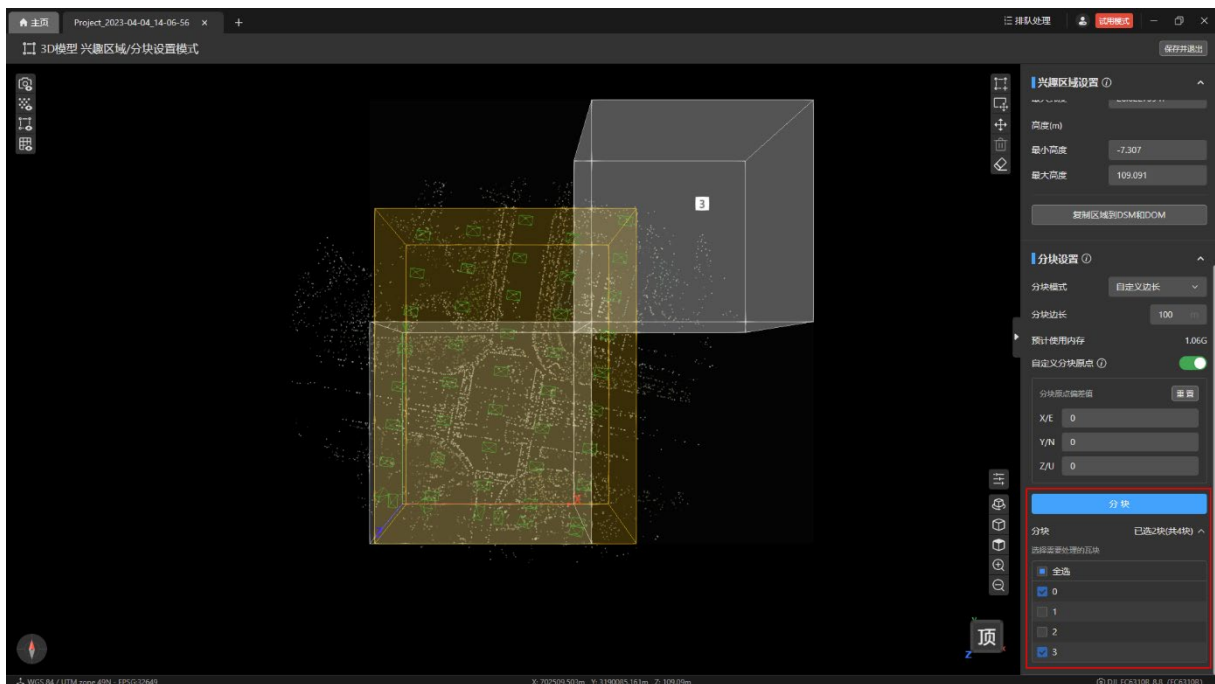 主页
Project_2023-04-04_14-06-56 × +
排队处理 试用模式
3D模型 兴趣区域/分块设置模式
保存并退出
兴趣区域设置
高度(m)
最小高度 -7.307
最大高度 109.091
复制区域到DSM和DOM
3
分块设置
分块模式 自定义边长
分块边长 100 m
预计使用内存 1.06G
自定义分块原点
分块原点偏差值 重置
X/E 0
Y/N 0
Z/U 0
分块
分块 已选2块(共4块)
选择需要处理的瓦块
全选
0
1
2
3
顶
Z
WGS 84 / UTM zone 49N - EPSG:32649 X: 702509.503m Y: 3190085.161m Z: 109.09m DJI_FC6310R_8.8_(FC6310R)